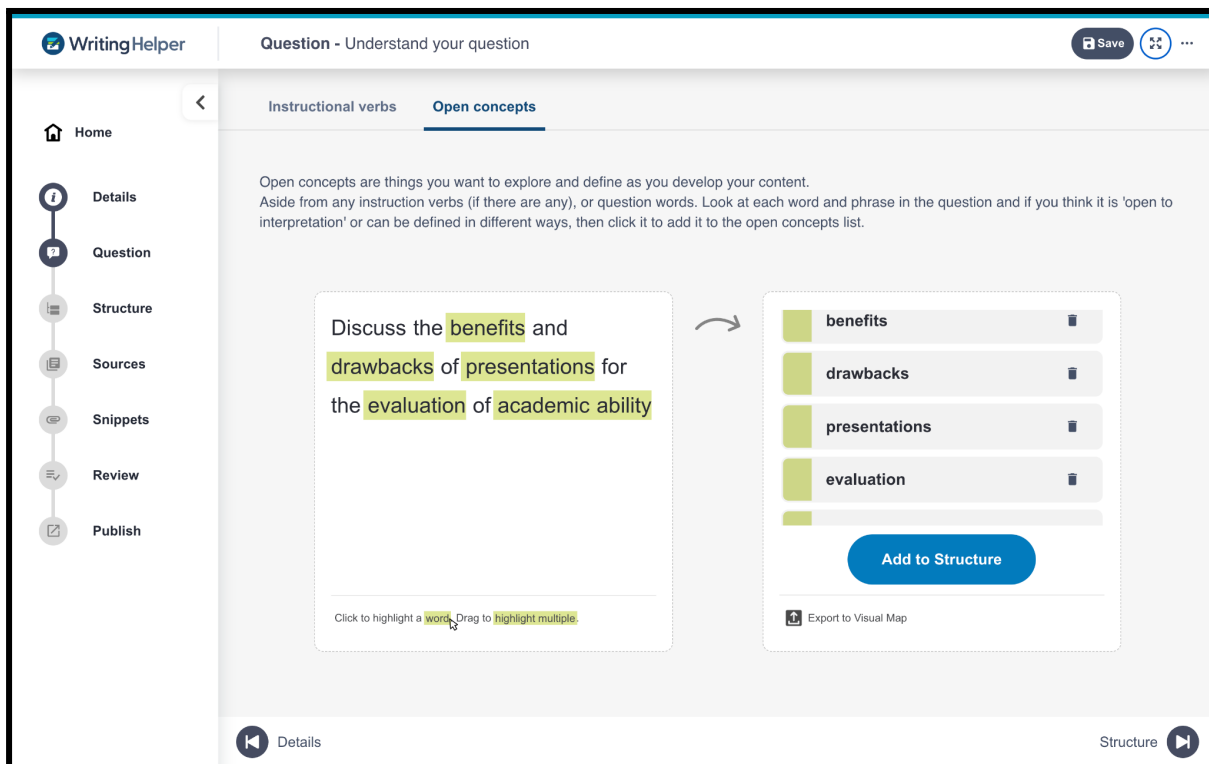 WritingHelper
Question - Understand your question
Save
Instructional verbs
Open concepts
Home
Details
Question
Structure
Sources
Snippets
Review
Publish
Open concepts are things you want to explore and define as you develop your content.
Aside from any instruction verbs (if there are any), or question words. Look at each word and phrase in the question and if you think it is 'open to
interpretation' or can be defined in different ways, then click it to add it to the open concepts list.
Discuss the benefits and
drawbacks of presentations for
the evaluation of academic ability
Click to highlight a word. Drag to highlight multiple.
benefits
drawbacks
presentations
evaluation
Add to Structure
Export to Visual Map
Details
Structure